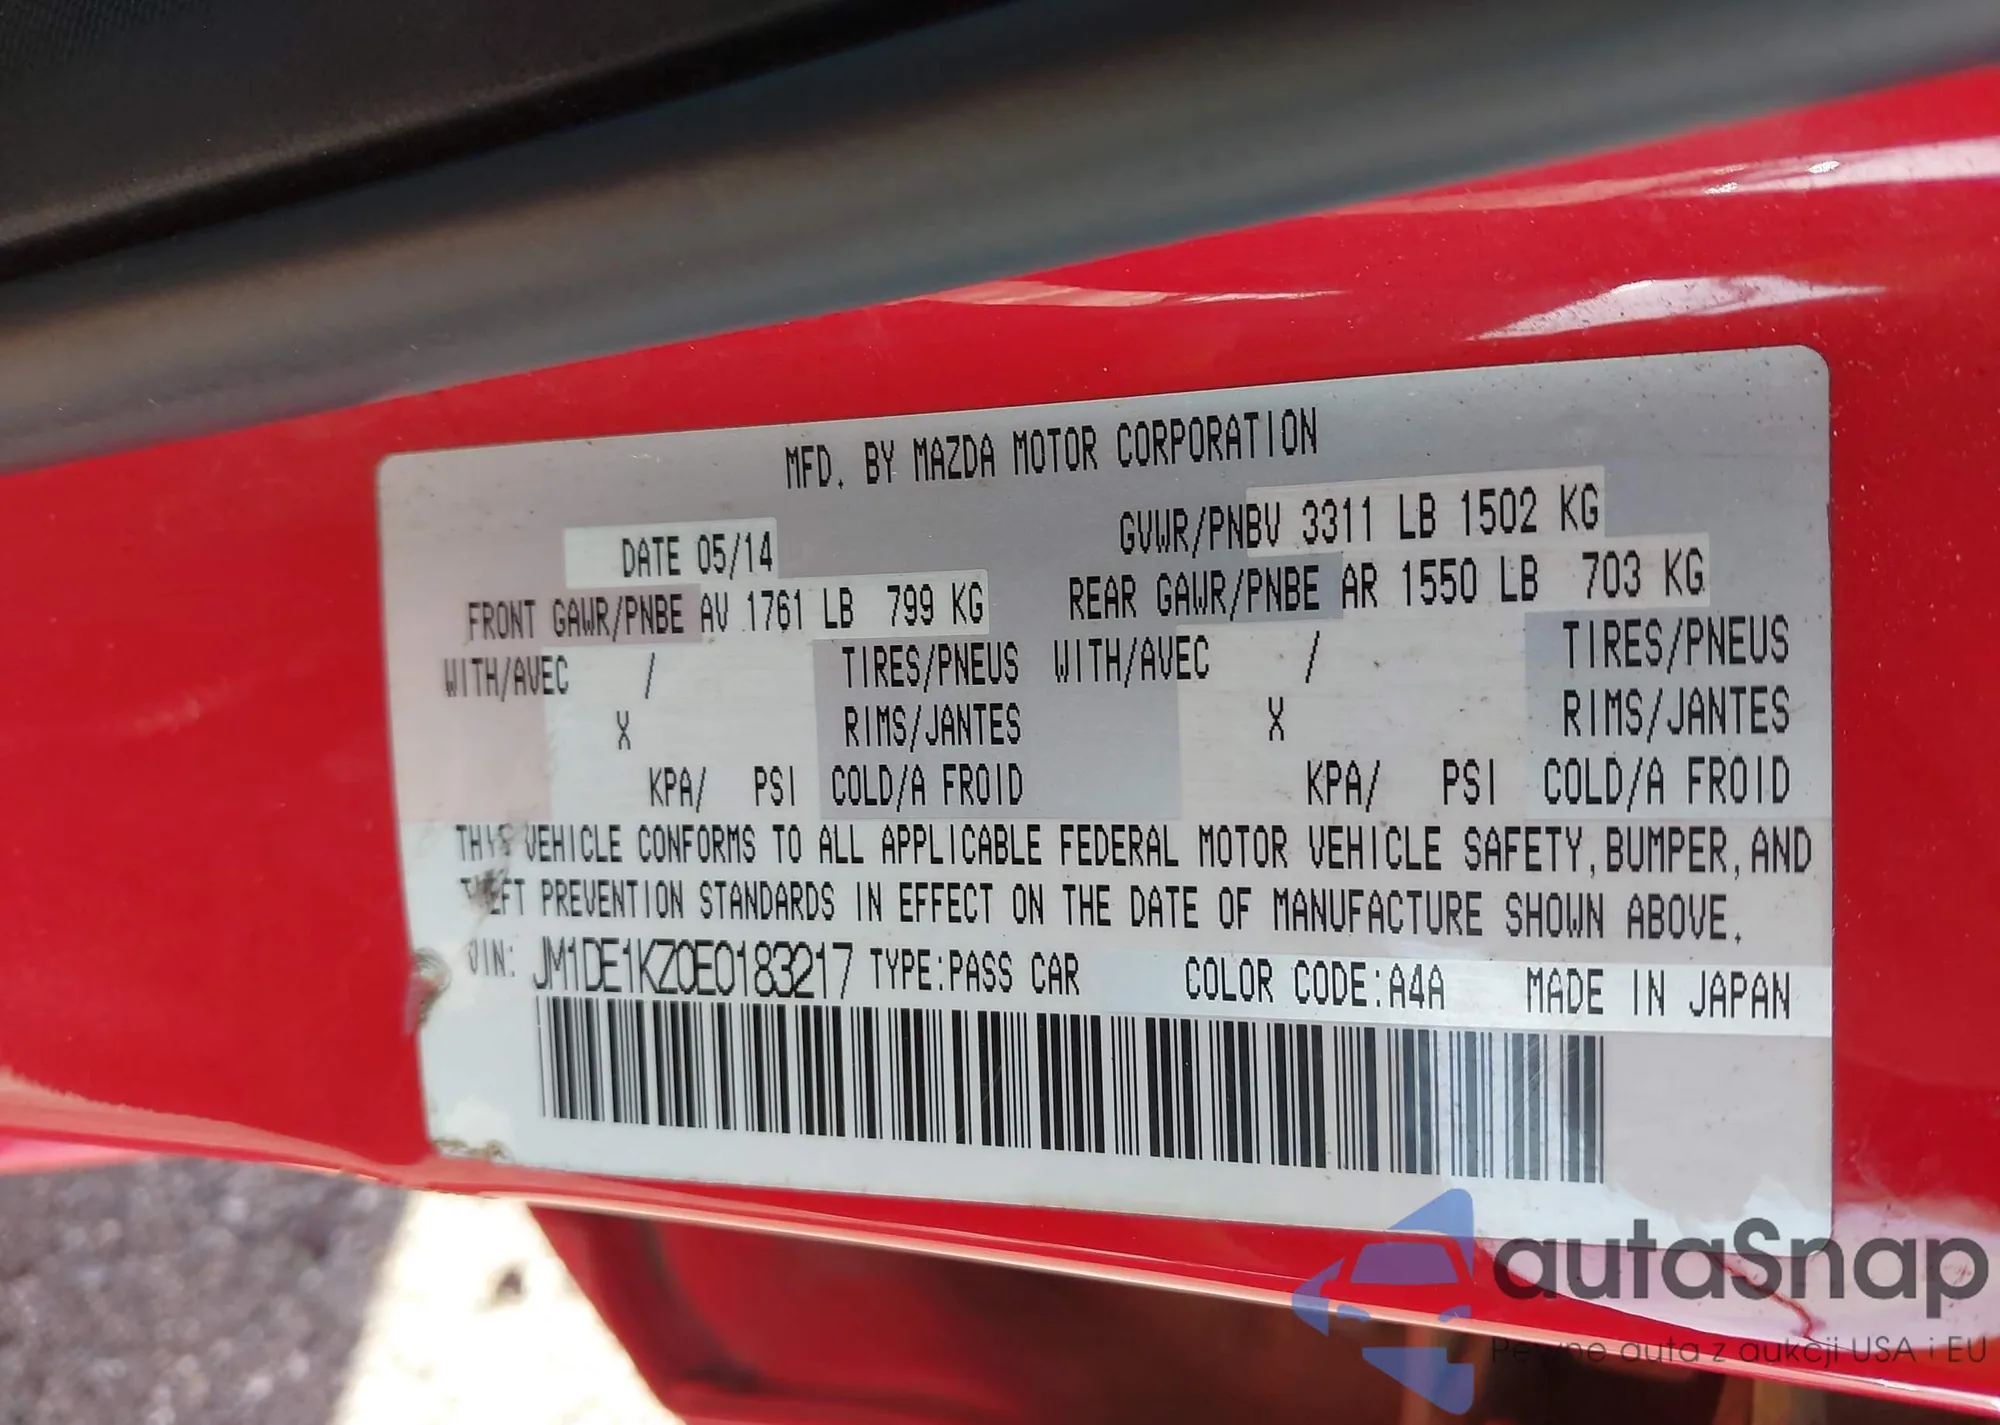 MFD. BY MAZDA MOTOR CORPORATION
DATE 05/14 GVWR/PNBV 3311 LB 1502 KG
FRONT GAWR/PNBE AV 1761 LB 799 KG REAR GAWR/PNBE AR 1550 LB 703 KG
WITH/AVEC / TIRES/PNEUS WITH/AVEC / TIRES/PNEUS
X RIMS/JANTES X RIMS/JANTES
KPA/ PSI COLD/A FROID KPA/ PSI COLD/A FROID
THIS VEHICLE CONFORMS TO ALL APPLICABLE FEDERAL MOTOR VEHICLE SAFETY, BUMPER, AND
THEFT PREVENTION STANDARDS IN EFFECT ON THE DATE OF MANUFACTURE SHOWN ABOVE.
VIN: JM1DE1KZ0E0183217 TYPE:PASS CAR COLOR CODE:A4A MADE IN JAPAN
autaSnap
Pewne auta z aukcji USA i EU